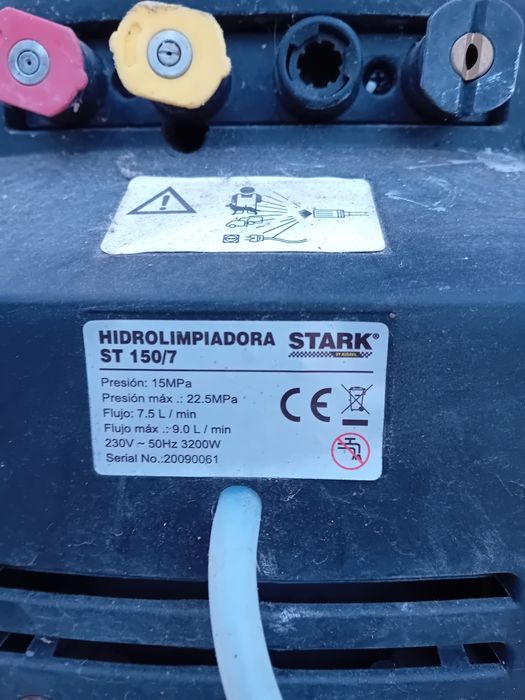 HIDROLIMPIADORA STARK®
ST 150/7
Presión: 15MPa
Presión máx .: 22.5MPa
Flujo: 7.5 L / min
Flujo máx .: 9.0 L / min
230V ~ 50Hz 3200W
Serial No.:20090061
CE